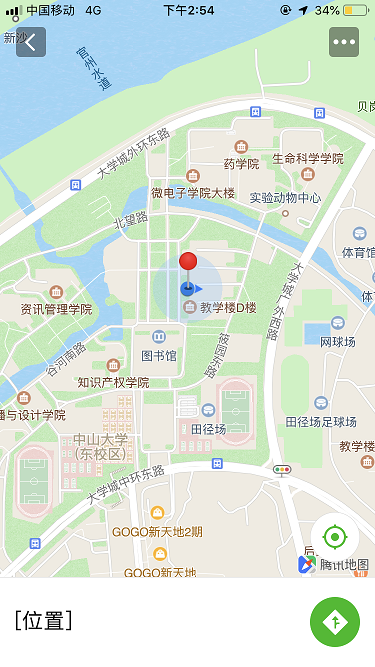 中国移动 4G 下午2:54 34%
新沙
官州水道
贝岗
大学城外环东路
药学院
生命科学学院
微电子学院大楼
实验动物中心
北望路
体育馆
大学城广外西路
资讯管理学院
教学楼D楼
网球场
谷河南路
图书馆
筱园东路
知识产权学院
播与设计学院
田径场
田径场足球场
中山大学
(东校区)
教学楼
大学城中环东路
GOGO新天地2期
GOGO新天地
腾讯地图
[位置]